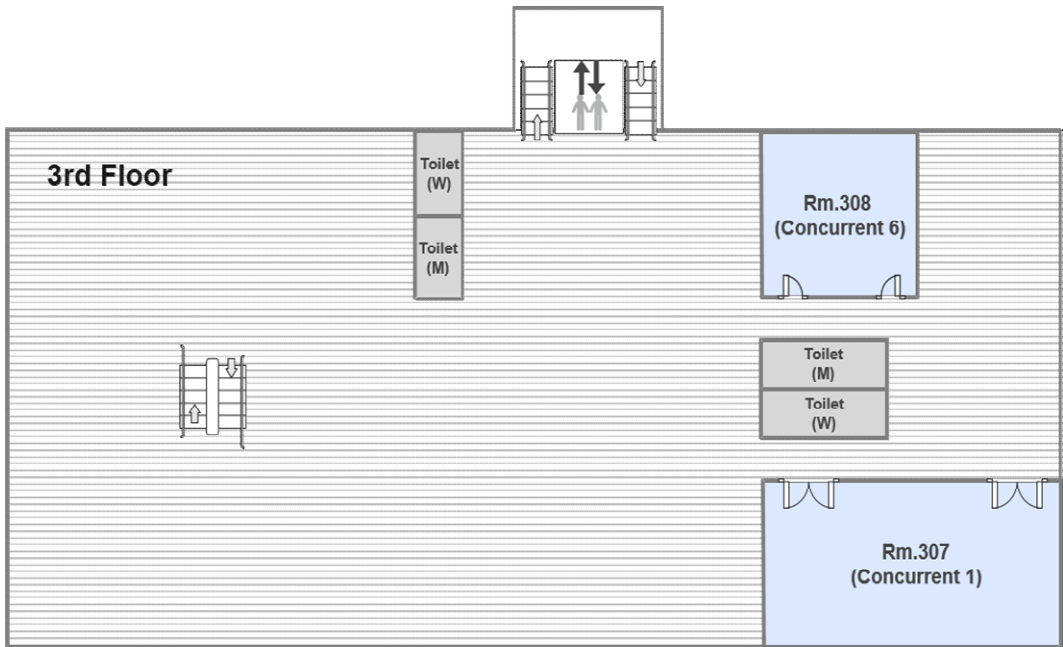 3rd Floor
Toilet
(W)
Toilet
(M)
Rm.308
(Concurrent 6)
Toilet
(M)
Toilet
(W)
Rm.307
(Concurrent 1)